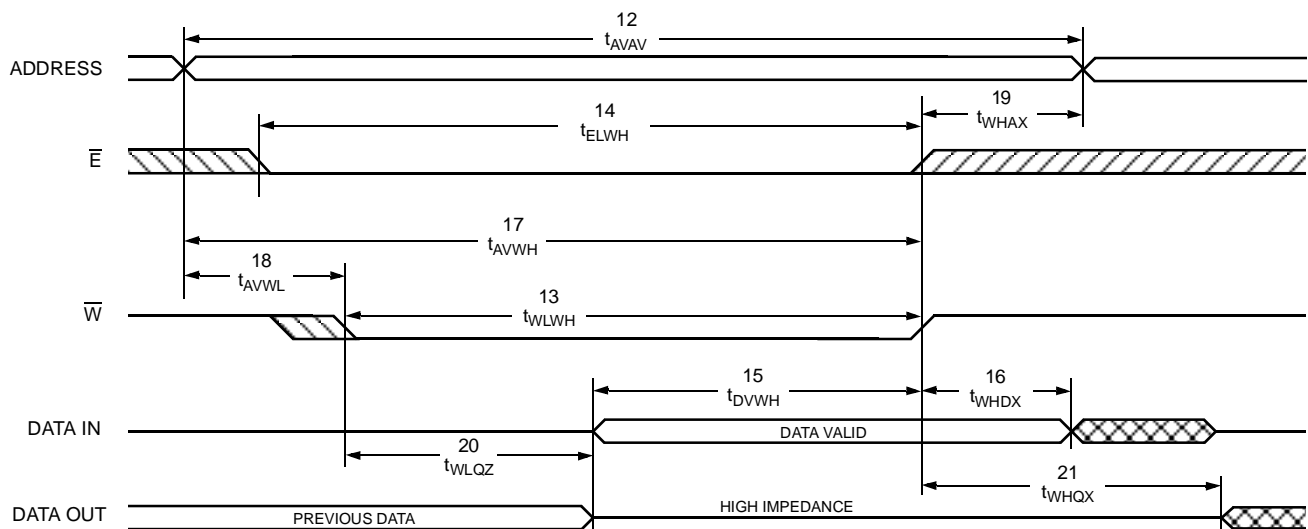 12
tAVAV
ADDRESS
14
tELWH
19
tWHAX
E
17
tAVWH
18
tAVWL
W
13
tWLWH
15
tDVWH
16
tWHDX
DATA IN
DATA VALID
20
tWLQZ
21
tWHQX
DATA OUT
PREVIOUS DATA
HIGH IMPEDANCE